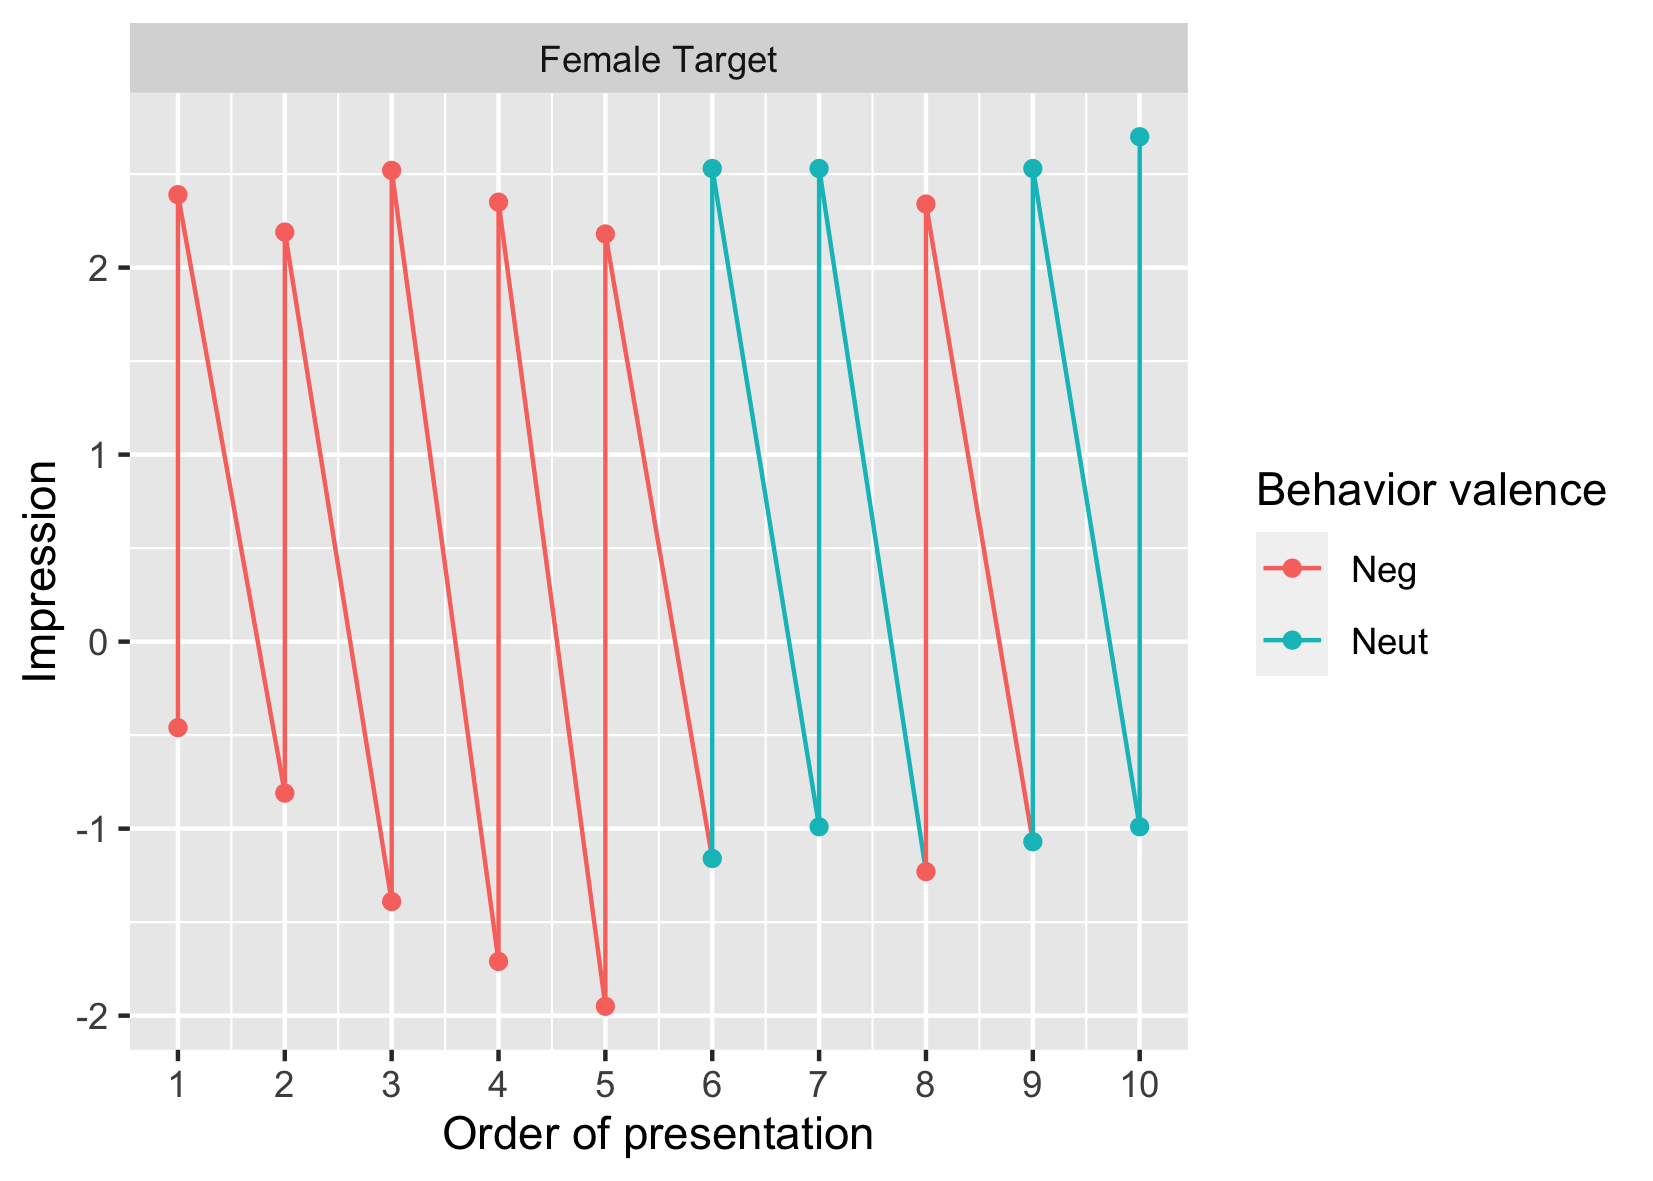 Female Target
2
1
0
-1
-2
Impression
1 2 3 4 5 6 7 8 9 10
Order of presentation
Behavior valence
Neg
Neut